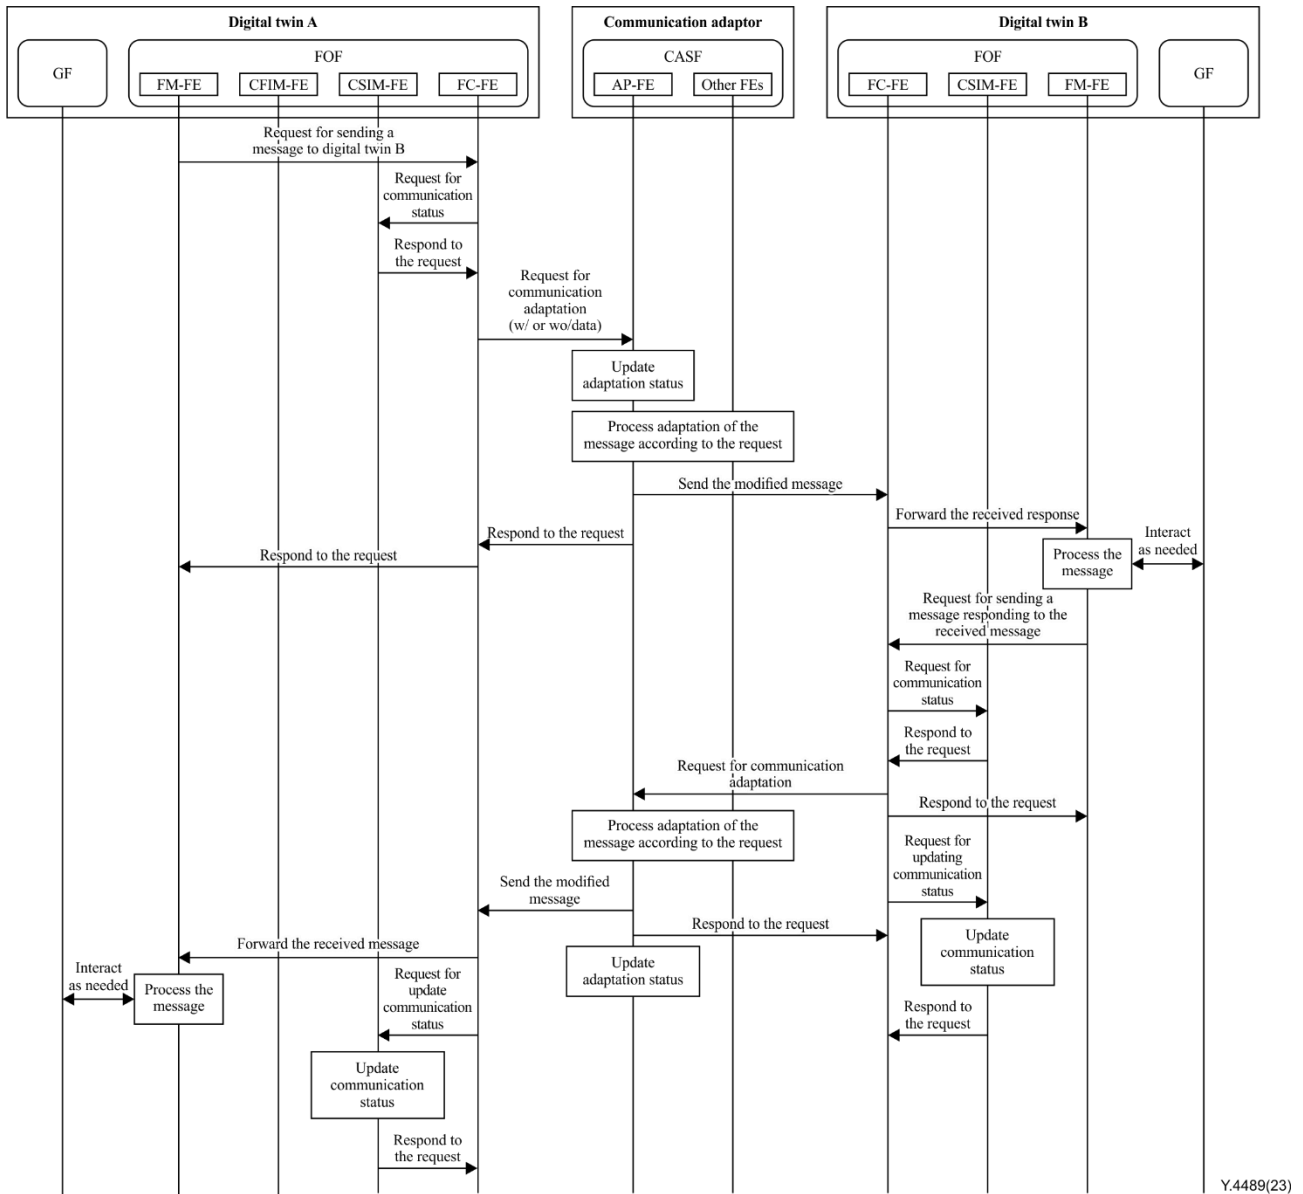 Digital twin A
Communication adaptor
Digital twin B
GF
FOF
CASF
FOF
GF
FM-FE
CFIM-FE
CSIM-FE
FC-FE
AP-FE
Other FEs
FC-FE
CSIM-FE
FM-FE
Request for sending a
message to digital twin B
Request for
communication
status
Respond to
the request
Request for
communication
adaptation
(w/ or wo/data)
Update
adaptation status
Process adaptation of the
message according to the request
Send the modified message
Forward the received response
Respond to the request
Respond to the request
Process the
message
Interact
as needed
Request for sending a
message responding to the
received message
Request for
communication
status
Respond to
the request
Request for communication
adaptation
Respond to the request
Process adaptation of the
message according to the request
Request for
updating
communication
status
Send the modified
message
Respond to the request
Update
communication
status
Forward the received message
Update
adaptation status
Interact
as needed
Process the
message
Request for
update
communication
status
Respond to
the request
Update
communication
status
Respond to
the request
Y.4489(23)